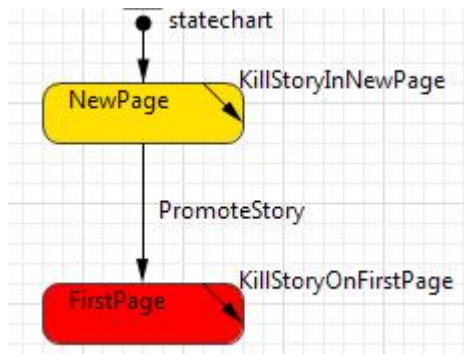 statechart
KillStoryInNewPage
NewPage
PromoteStory
KillStoryOnFirstPage
FirstPage